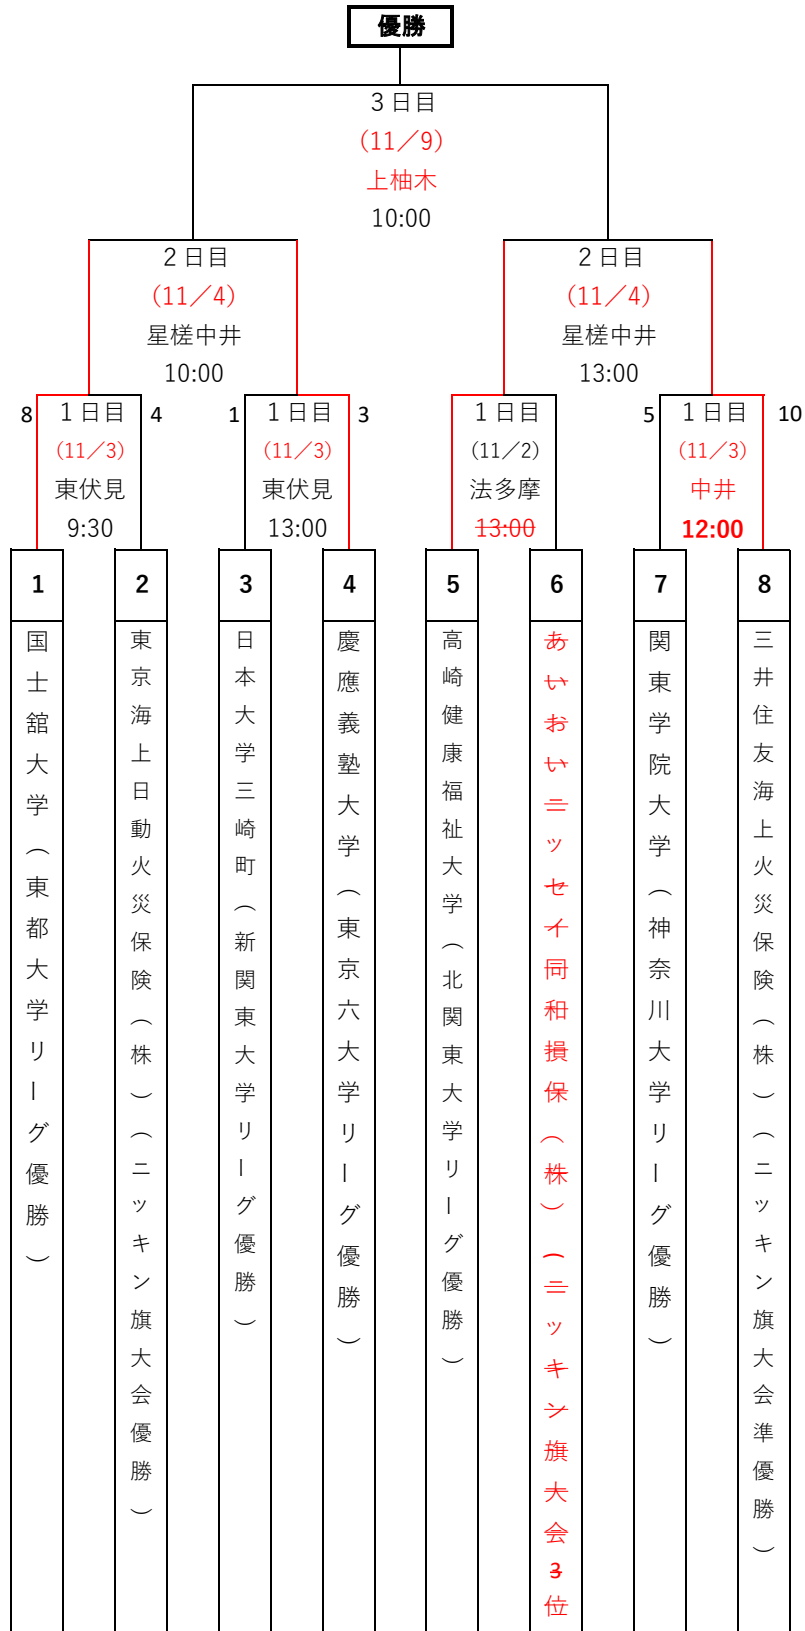 優勝
３日目
(11／9)
上柚木
10:00
２日目
(11／4)
星槎中井
10:00
２日目
(11／4)
星槎中井
13:00
8
１日目
(11／3)
東伏見
9:30
4
1
１日目
(11／3)
東伏見
13:00
3
１日目
(11／2)
法多摩
13:00
5
１日目
(11／3)
中井
12:00
10
1
国士舘大学（東都大学リーグ優勝）
2
東京海上日動火災保険（株）（ニッキン旗大会優勝）
3
日本大学三崎町（新関東大学リーグ優勝）
4
慶應義塾大学（東京六大学リーグ優勝）
5
高崎健康福祉大学（北関東大学リーグ優勝）
6
あいおいニッセイ同和損保（株）（ニッキン旗大会3位
7
関東学院大学（神奈川大学リーグ優勝）
8
三井住友海上火災保険（株）（ニッキン旗大会準優勝）